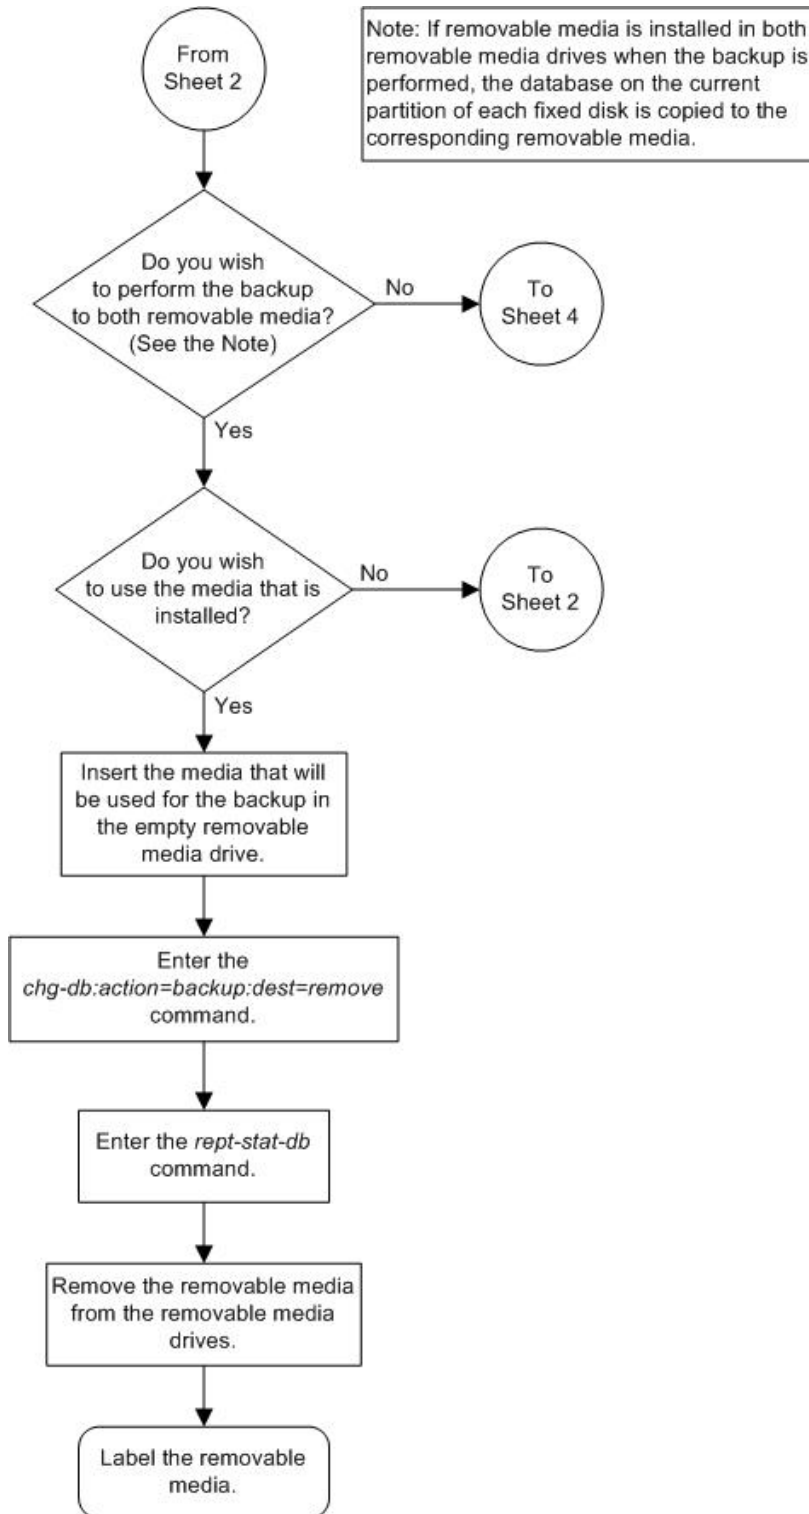 From
Sheet 2
Note: If removable media is installed in both
removable media drives when the backup is
performed, the database on the current
partition of each fixed disk is copied to the
corresponding removable media.
Do you wish
to perform the backup
to both removable media?
(See the Note)
No
To
Sheet 4
Yes
Do you wish
to use the media that is
installed?
No
To
Sheet 2
Yes
Insert the media that will
be used for the backup in
the empty removable
media drive.
Enter the
chg-db:action=backup:dest=remove
command.
Enter the rept-stat-db
command.
Remove the removable media
from the removable media
drives.
Label the removable
media.